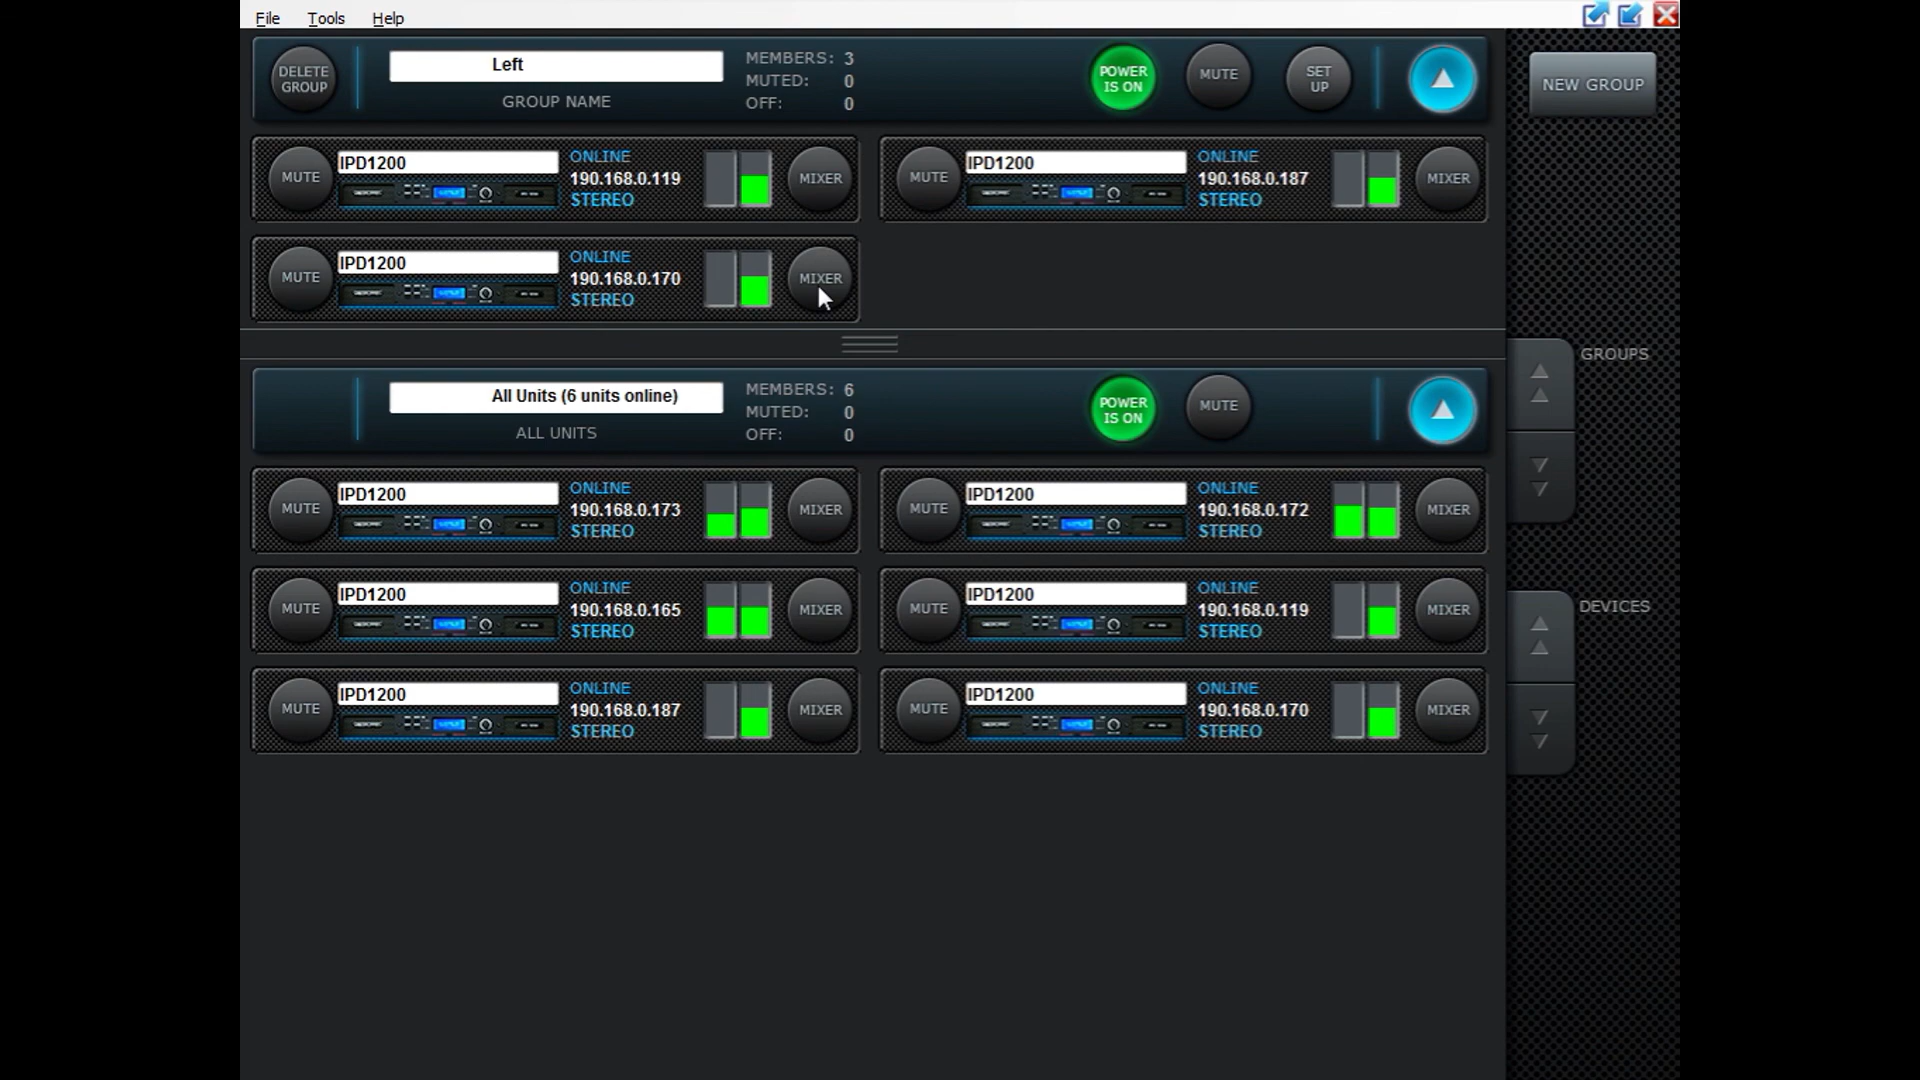 File Tools Help
DELETE GROUP
Left
GROUP NAME
MEMBERS: 3
MUTED: 0
OFF: 0
POWER IS ON
MUTE
SET UP
NEW GROUP
MUTE
IPD1200
ONLINE
190.168.0.119
STEREO
MIXER
MUTE
IPD1200
ONLINE
190.168.0.187
STEREO
MIXER
MUTE
IPD1200
ONLINE
190.168.0.170
STEREO
MIXER
All Units (6 units online)
ALL UNITS
MEMBERS: 6
MUTED: 0
OFF: 0
POWER IS ON
MUTE
GROUPS
MUTE
IPD1200
ONLINE
190.168.0.173
STEREO
MIXER
MUTE
IPD1200
ONLINE
190.168.0.172
STEREO
MIXER
MUTE
IPD1200
ONLINE
190.168.0.165
STEREO
MIXER
MUTE
IPD1200
ONLINE
190.168.0.119
STEREO
MIXER
DEVICES
MUTE
IPD1200
ONLINE
190.168.0.187
STEREO
MIXER
MUTE
IPD1200
ONLINE
190.168.0.170
STEREO
MIXER